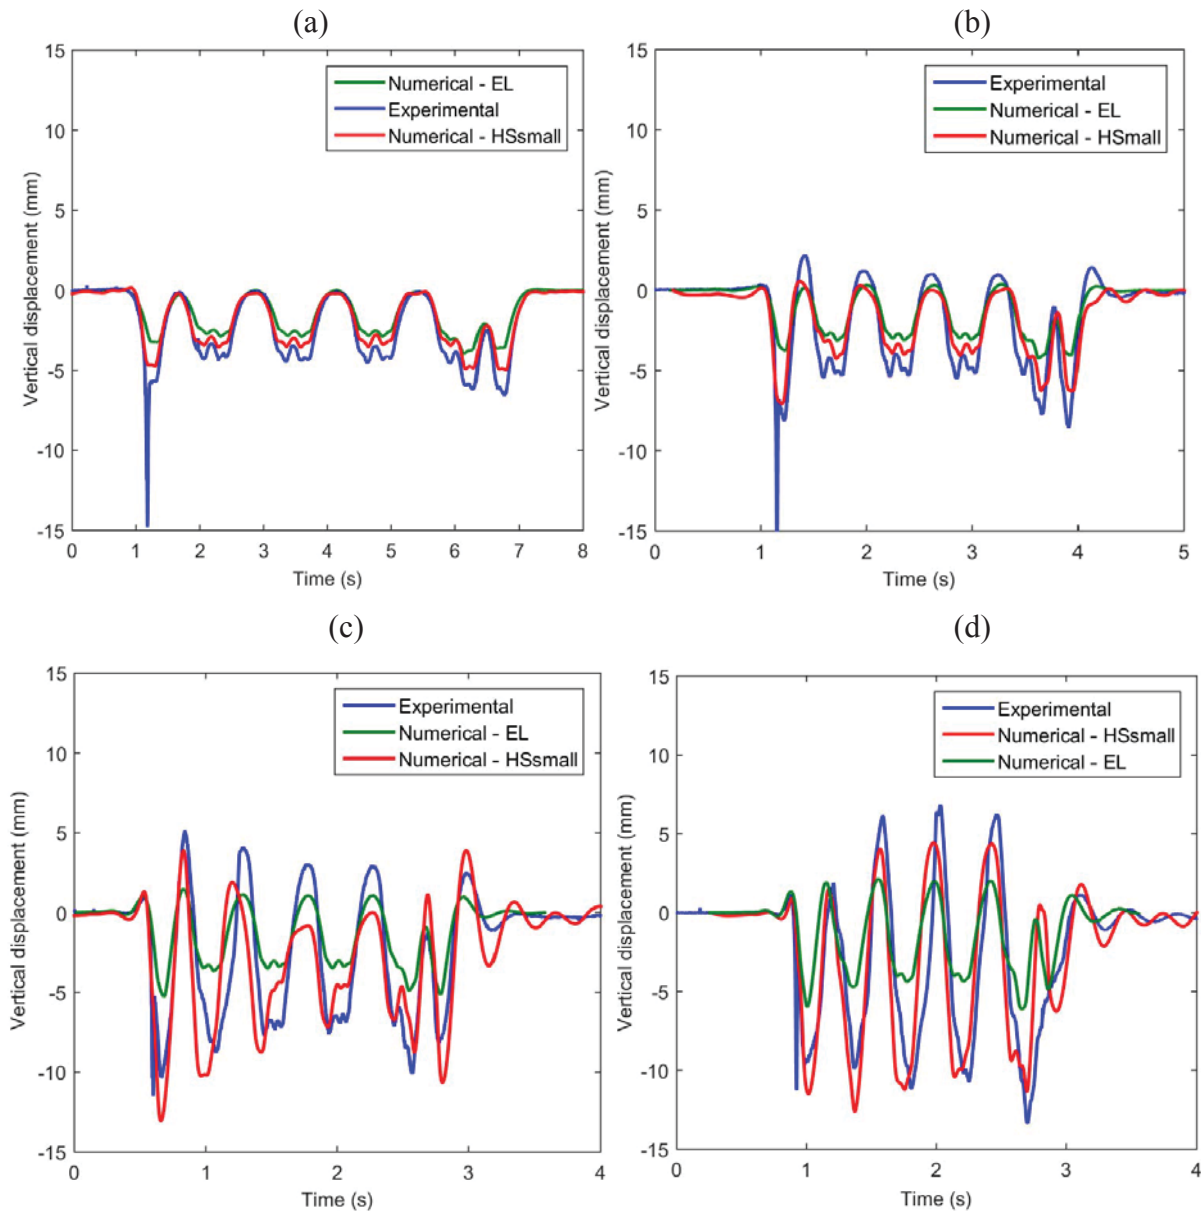 (a)
15
10
5
0
-5
-10
-15
0 1 2 3 4 5 6 7 8
Vertical displacement (mm)
Time (s)
Numerical - EL
Experimental
Numerical - HSsmall
(b)
15
10
5
0
-5
-10
-15
0 1 2 3 4 5
Vertical displacement (mm)
Time (s)
Experimental
Numerical - EL
Numerical - HSmall
(c)
15
10
5
0
-5
-10
-15
0 1 2 3 4
Vertical displacement (mm)
Time (s)
Experimental
Numerical - EL
Numerical - HSsmall
(d)
15
10
5
0
-5
-10
-15
0 1 2 3 4
Vertical displacement (mm)
Time (s)
Experimental
Numerical - HSsmall
Numerical - EL